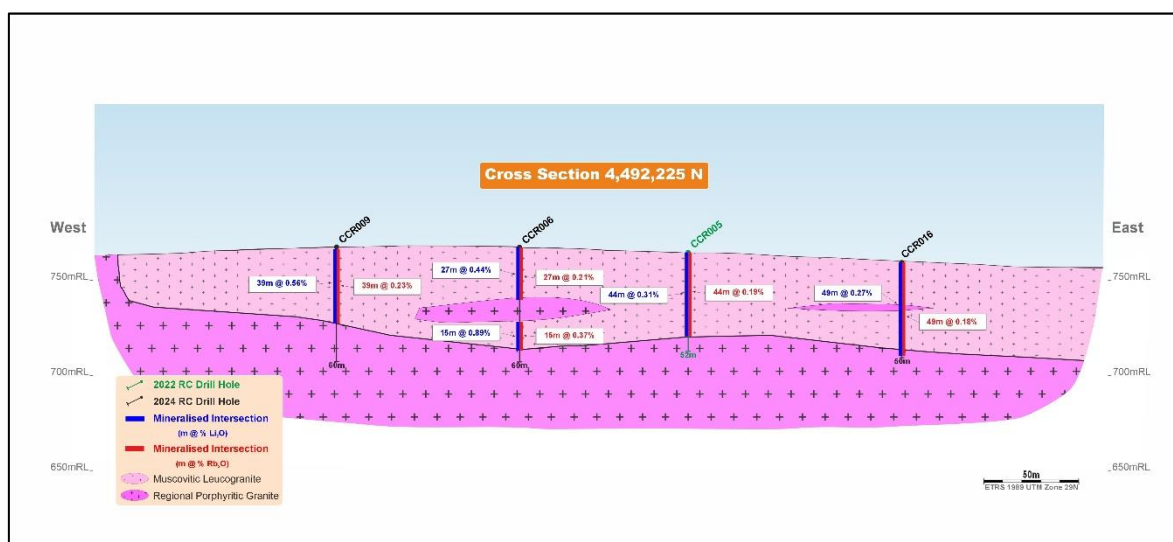 Cross Section 4,492,225 N
West
East
CCR009
CCR006
CCR005
CCR016
750mRL
750mRL
39m @ 0.56%
39m @ 0.23%
27m @ 0.44%
27m @ 0.21%
44m @ 0.31%
44m @ 0.19%
49m @ 0.27%
49m @ 0.18%
15m @ 0.89%
15m @ 0.37%
60m
60m
52m
50m
700mRL
700mRL
2022 RC Drill Hole
2024 RC Drill Hole
Mineralised Intersection
(m @ % Li₂O)
Mineralised Intersection
(m @ % Rb₂O)
Muscovitic Leucogranite
Regional Porphyritic Granite
650mRL
650mRL
50m
ETRS 1989 UTM Zone 29N